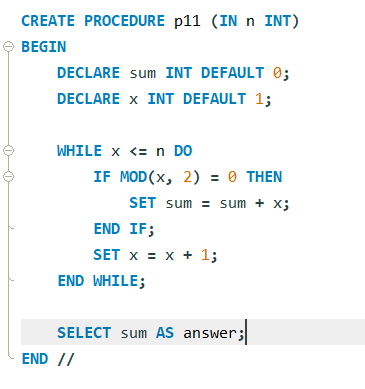 CREATE PROCEDURE p11 (IN n INT)
BEGIN
    DECLARE sum INT DEFAULT 0;
    DECLARE x INT DEFAULT 1;

    WHILE x <= n DO
        IF MOD(x, 2) = 0 THEN
            SET sum = sum + x;
        END IF;
        SET x = x + 1;
    END WHILE;

    SELECT sum AS answer;
END //